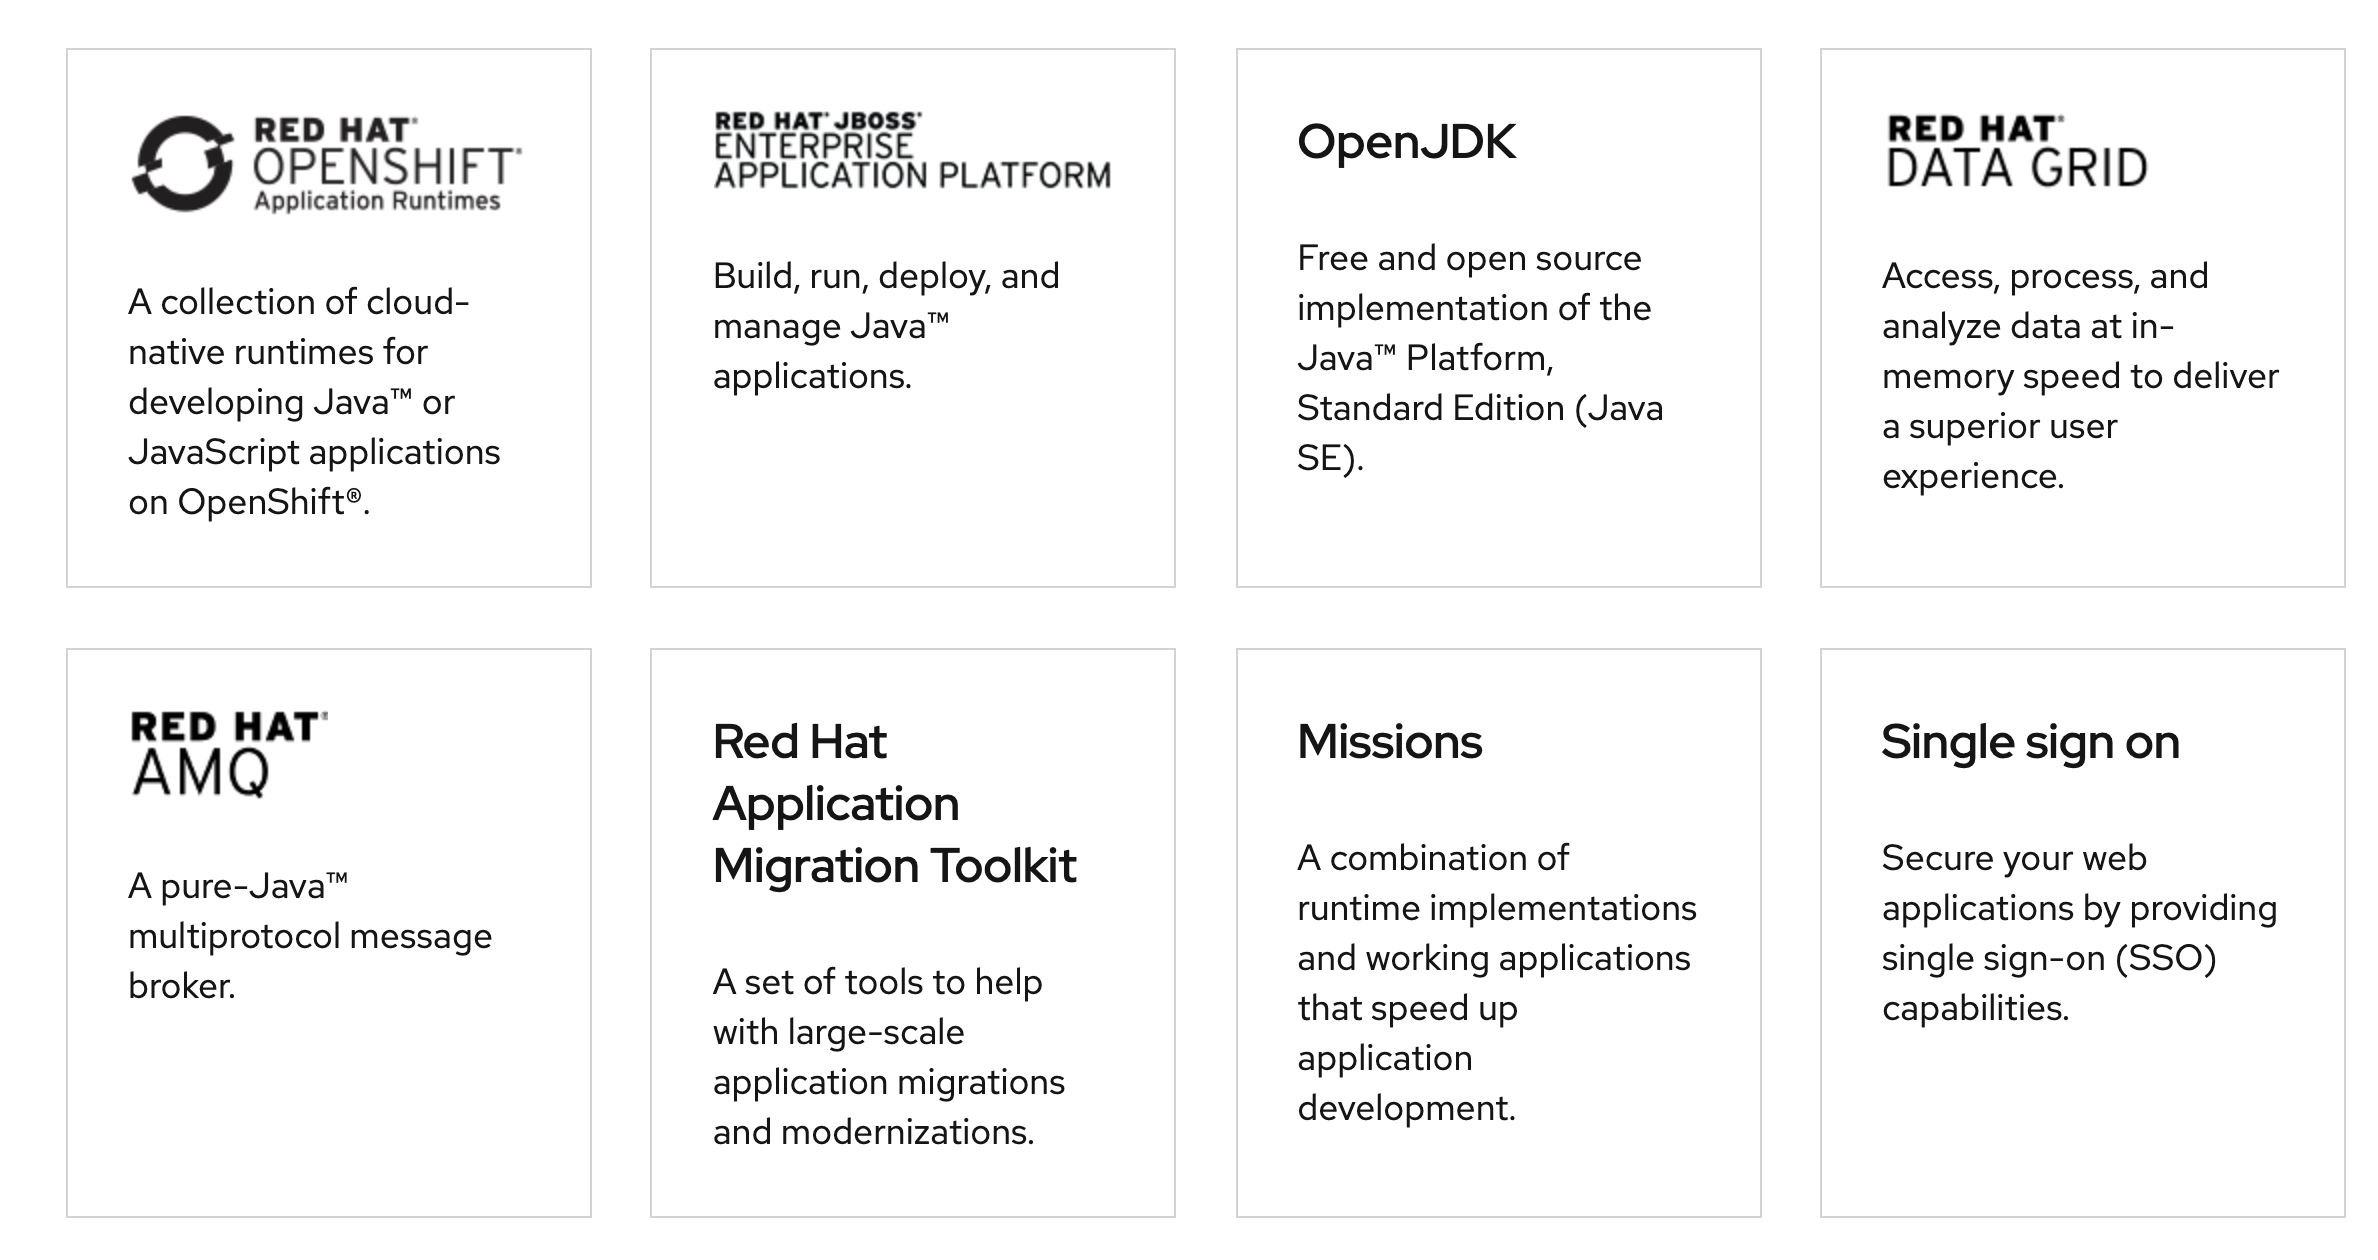 RED HAT®
OPENSHIFT®
Application Runtimes
A collection of cloud-
native runtimes for
developing Java™ or
JavaScript applications
on OpenShift®.
RED HAT® JBOSS®
ENTERPRISE
APPLICATION PLATFORM
Build, run, deploy, and
manage Java™
applications.
OpenJDK
Free and open source
implementation of the
Java™ Platform,
Standard Edition (Java
SE).
RED HAT®
DATA GRID
Access, process, and
analyze data at in-
memory speed to deliver
a superior user
experience.
RED HAT®
AMQ
A pure-Java™
multiprotocol message
broker.
Red Hat
Application
Migration Toolkit
A set of tools to help
with large-scale
application migrations
and modernizations.
Missions
A combination of
runtime implementations
and working applications
that speed up
application
development.
Single sign on
Secure your web
applications by providing
single sign-on (SSO)
capabilities.